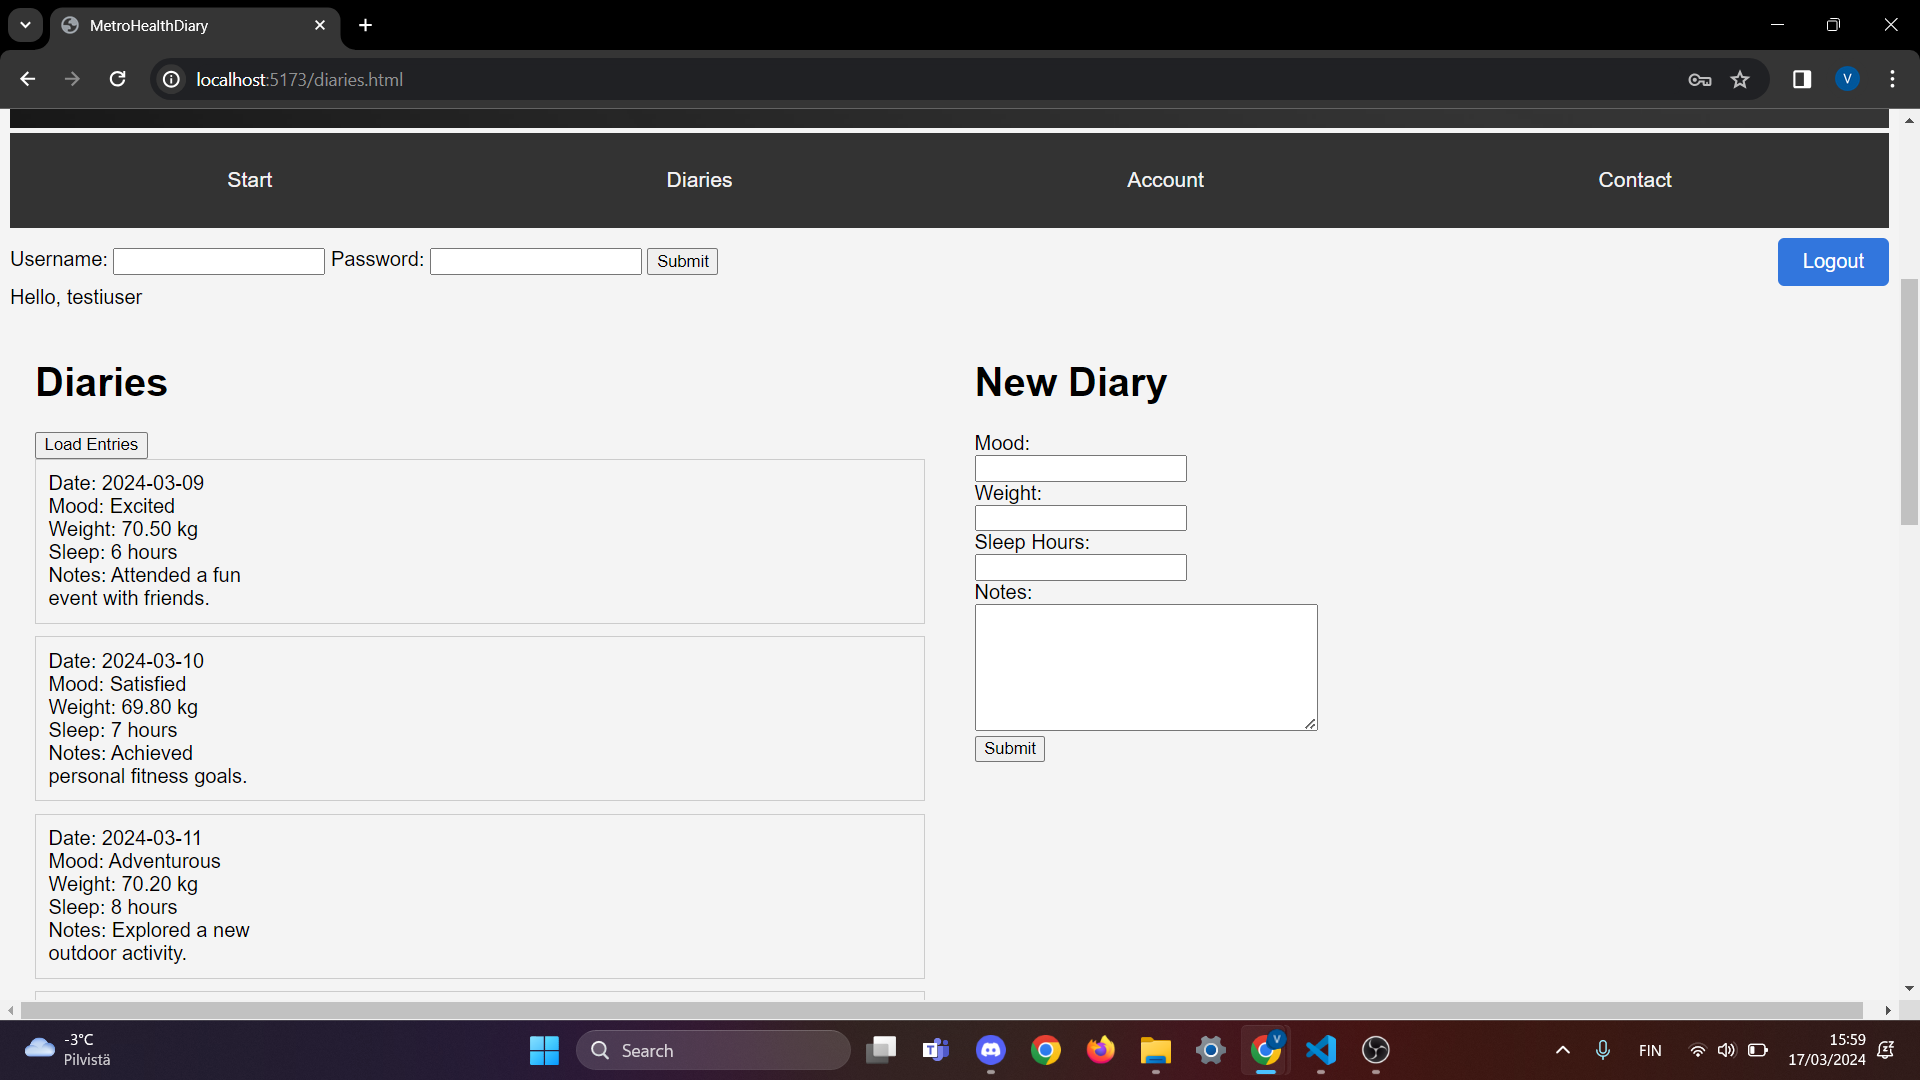 MetroHealthDiary
localhost:5173/diaries.html
V
Start
Diaries
Account
Contact
Username:
Password:
Submit
Logout
Hello, testiuser
Diaries
Load Entries
Date: 2024-03-09
Mood: Excited
Weight: 70.50 kg
Sleep: 6 hours
Notes: Attended a fun
event with friends.
Date: 2024-03-10
Mood: Satisfied
Weight: 69.80 kg
Sleep: 7 hours
Notes: Achieved
personal fitness goals.
Date: 2024-03-11
Mood: Adventurous
Weight: 70.20 kg
Sleep: 8 hours
Notes: Explored a new
outdoor activity.
New Diary
Mood:
Weight:
Sleep Hours:
Notes:
Submit
-3°C
Pilvistä
Search
T
V
FIN
15:59
17/03/2024